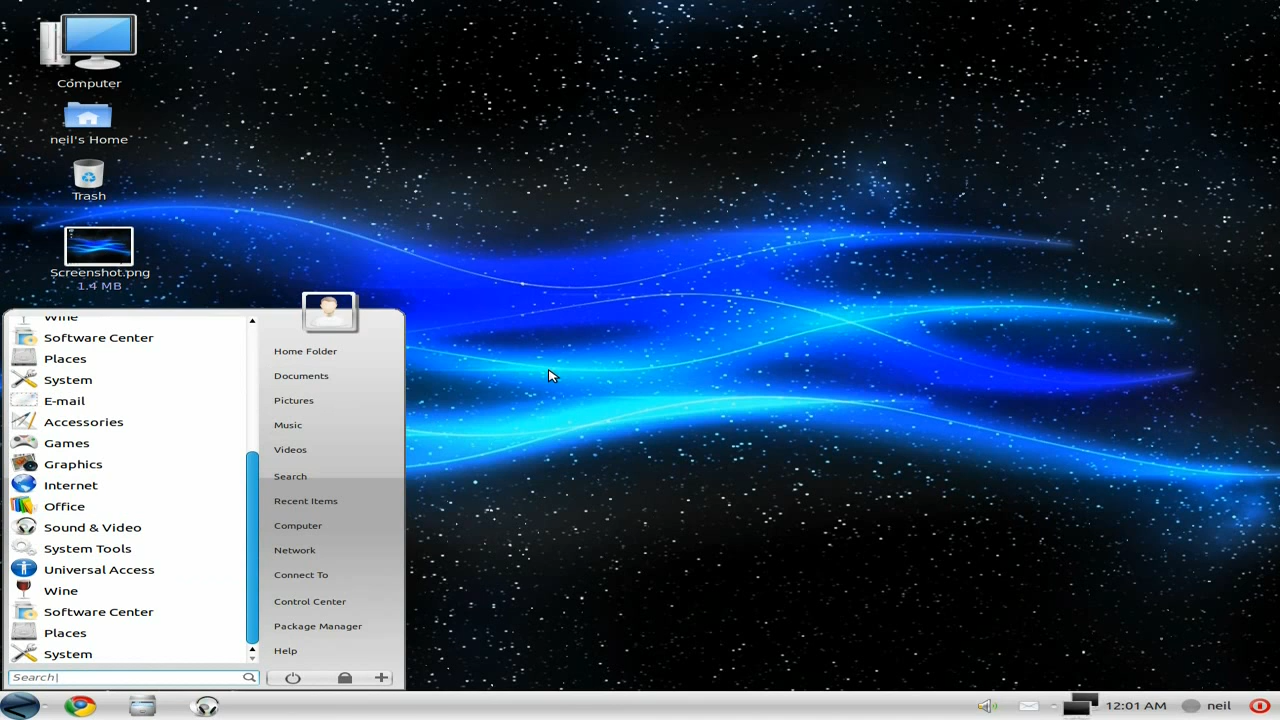 Computer
neil's Home
Trash
Screenshot.png
1.4 MB
Wine
Software Center
Places
System
E-mail
Accessories
Games
Graphics
Internet
Office
Sound & Video
System Tools
Universal Access
Wine
Software Center
Places
System
Search
Home Folder
Documents
Pictures
Music
Videos
Search
Recent Items
Computer
Network
Connect To
Control Center
Package Manager
Help
12:01 AM
neil